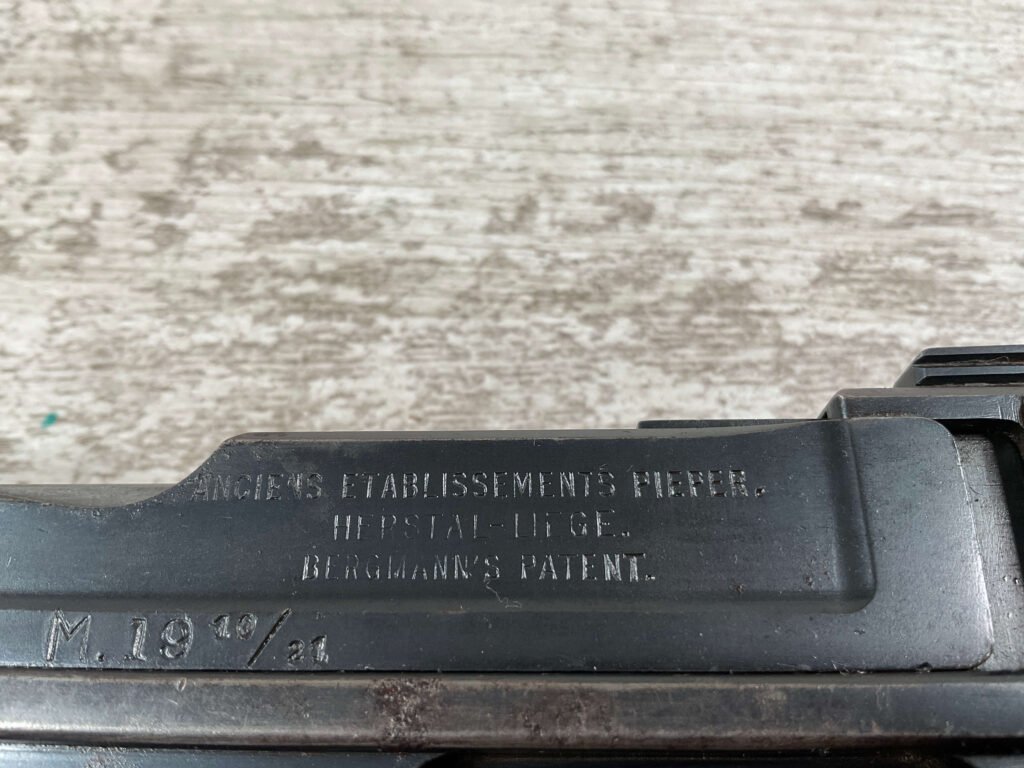 ANCIENS ETABLISSEMENTS PIEPER.
HERSTAL-LIEGE.
BERGMANN'S PATENT.
M. 19 10/21